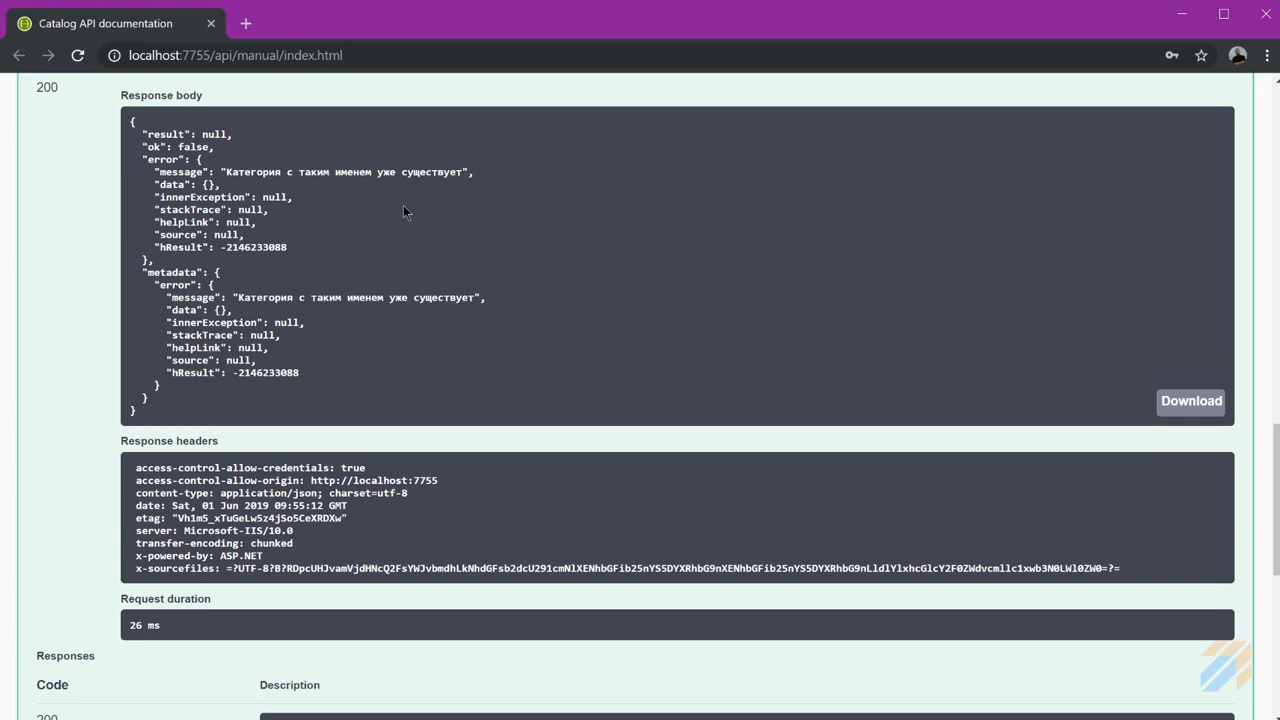 Catalog API documentation
localhost:7755/api/manual/index.html
200
Response body
{
"result": null,
"ok": false,
"error": {
"message": "Категория с таким именем уже существует",
"data": {},
"innerException": null,
"stackTrace": null,
"helpLink": null,
"source": null,
"hResult": -2146233088
},
"metadata": {
"error": {
"message": "Категория с таким именем уже существует",
"data": {},
"innerException": null,
"stackTrace": null,
"helpLink": null,
"source": null,
"hResult": -2146233088
}
}
}
Download
Response headers
access-control-allow-credentials: true
access-control-allow-origin: http://localhost:7755
content-type: application/json; charset=utf-8
date: Sat, 01 Jun 2019 09:55:12 GMT
etag: "Vh1m5_xTuGeLw5z4jSo5CeXRDXw"
server: Microsoft-IIS/10.0
transfer-encoding: chunked
x-powered-by: ASP.NET
x-sourcefiles:
Request duration
26 ms
Responses
Code
Description
200